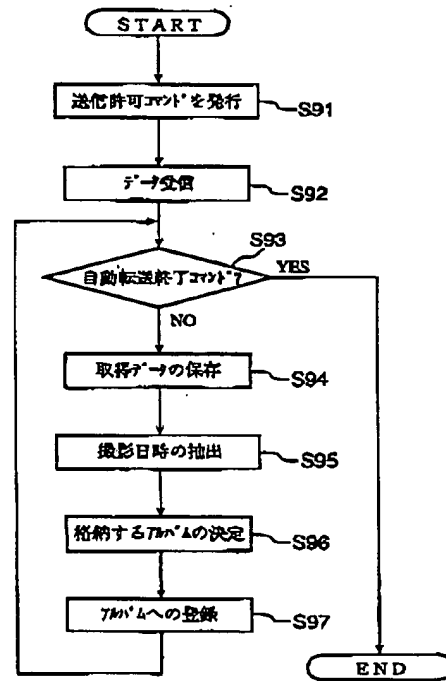 START
送信許可ｺﾏﾝﾄﾞを発行
S91
ﾃﾞｰﾀ受信
S92
S93
自動転送終了ｺﾏﾝﾄﾞ?
YES
NO
取得ﾃﾞｰﾀの保存
S94
撮影日時の抽出
S95
格納するｱﾙﾊﾞﾑの決定
S96
ｱﾙﾊﾞﾑへの登録
S97
END